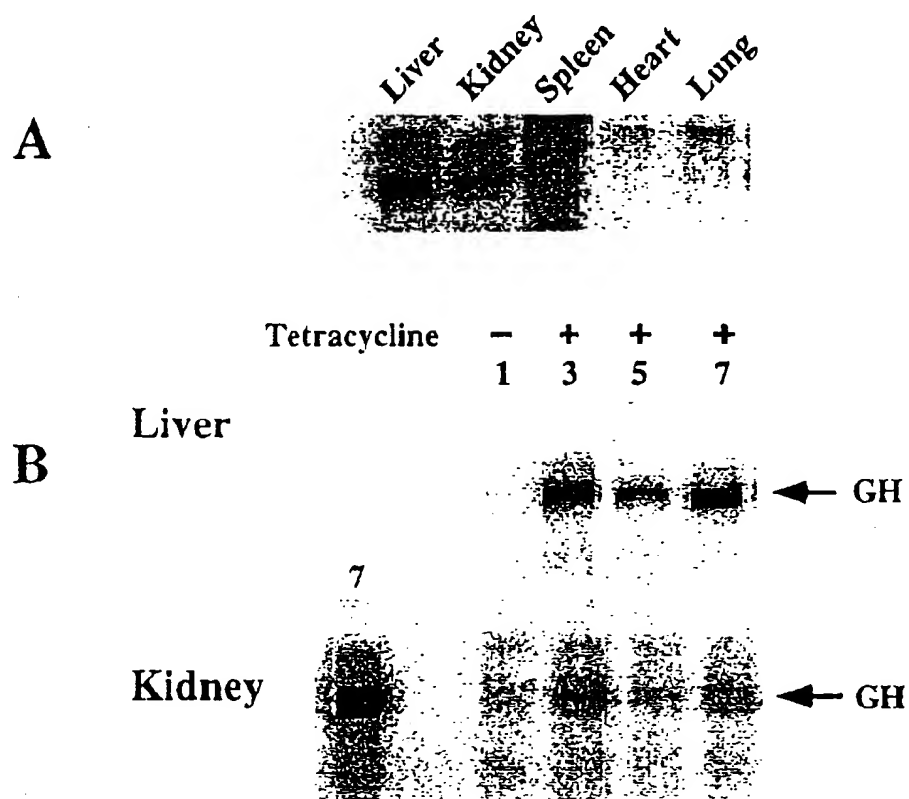 Liver Kidney Spleen Heart Lung
A
Tetracycline − + + +
1 3 5 7
Liver
B
GH
7
Kidney
GH